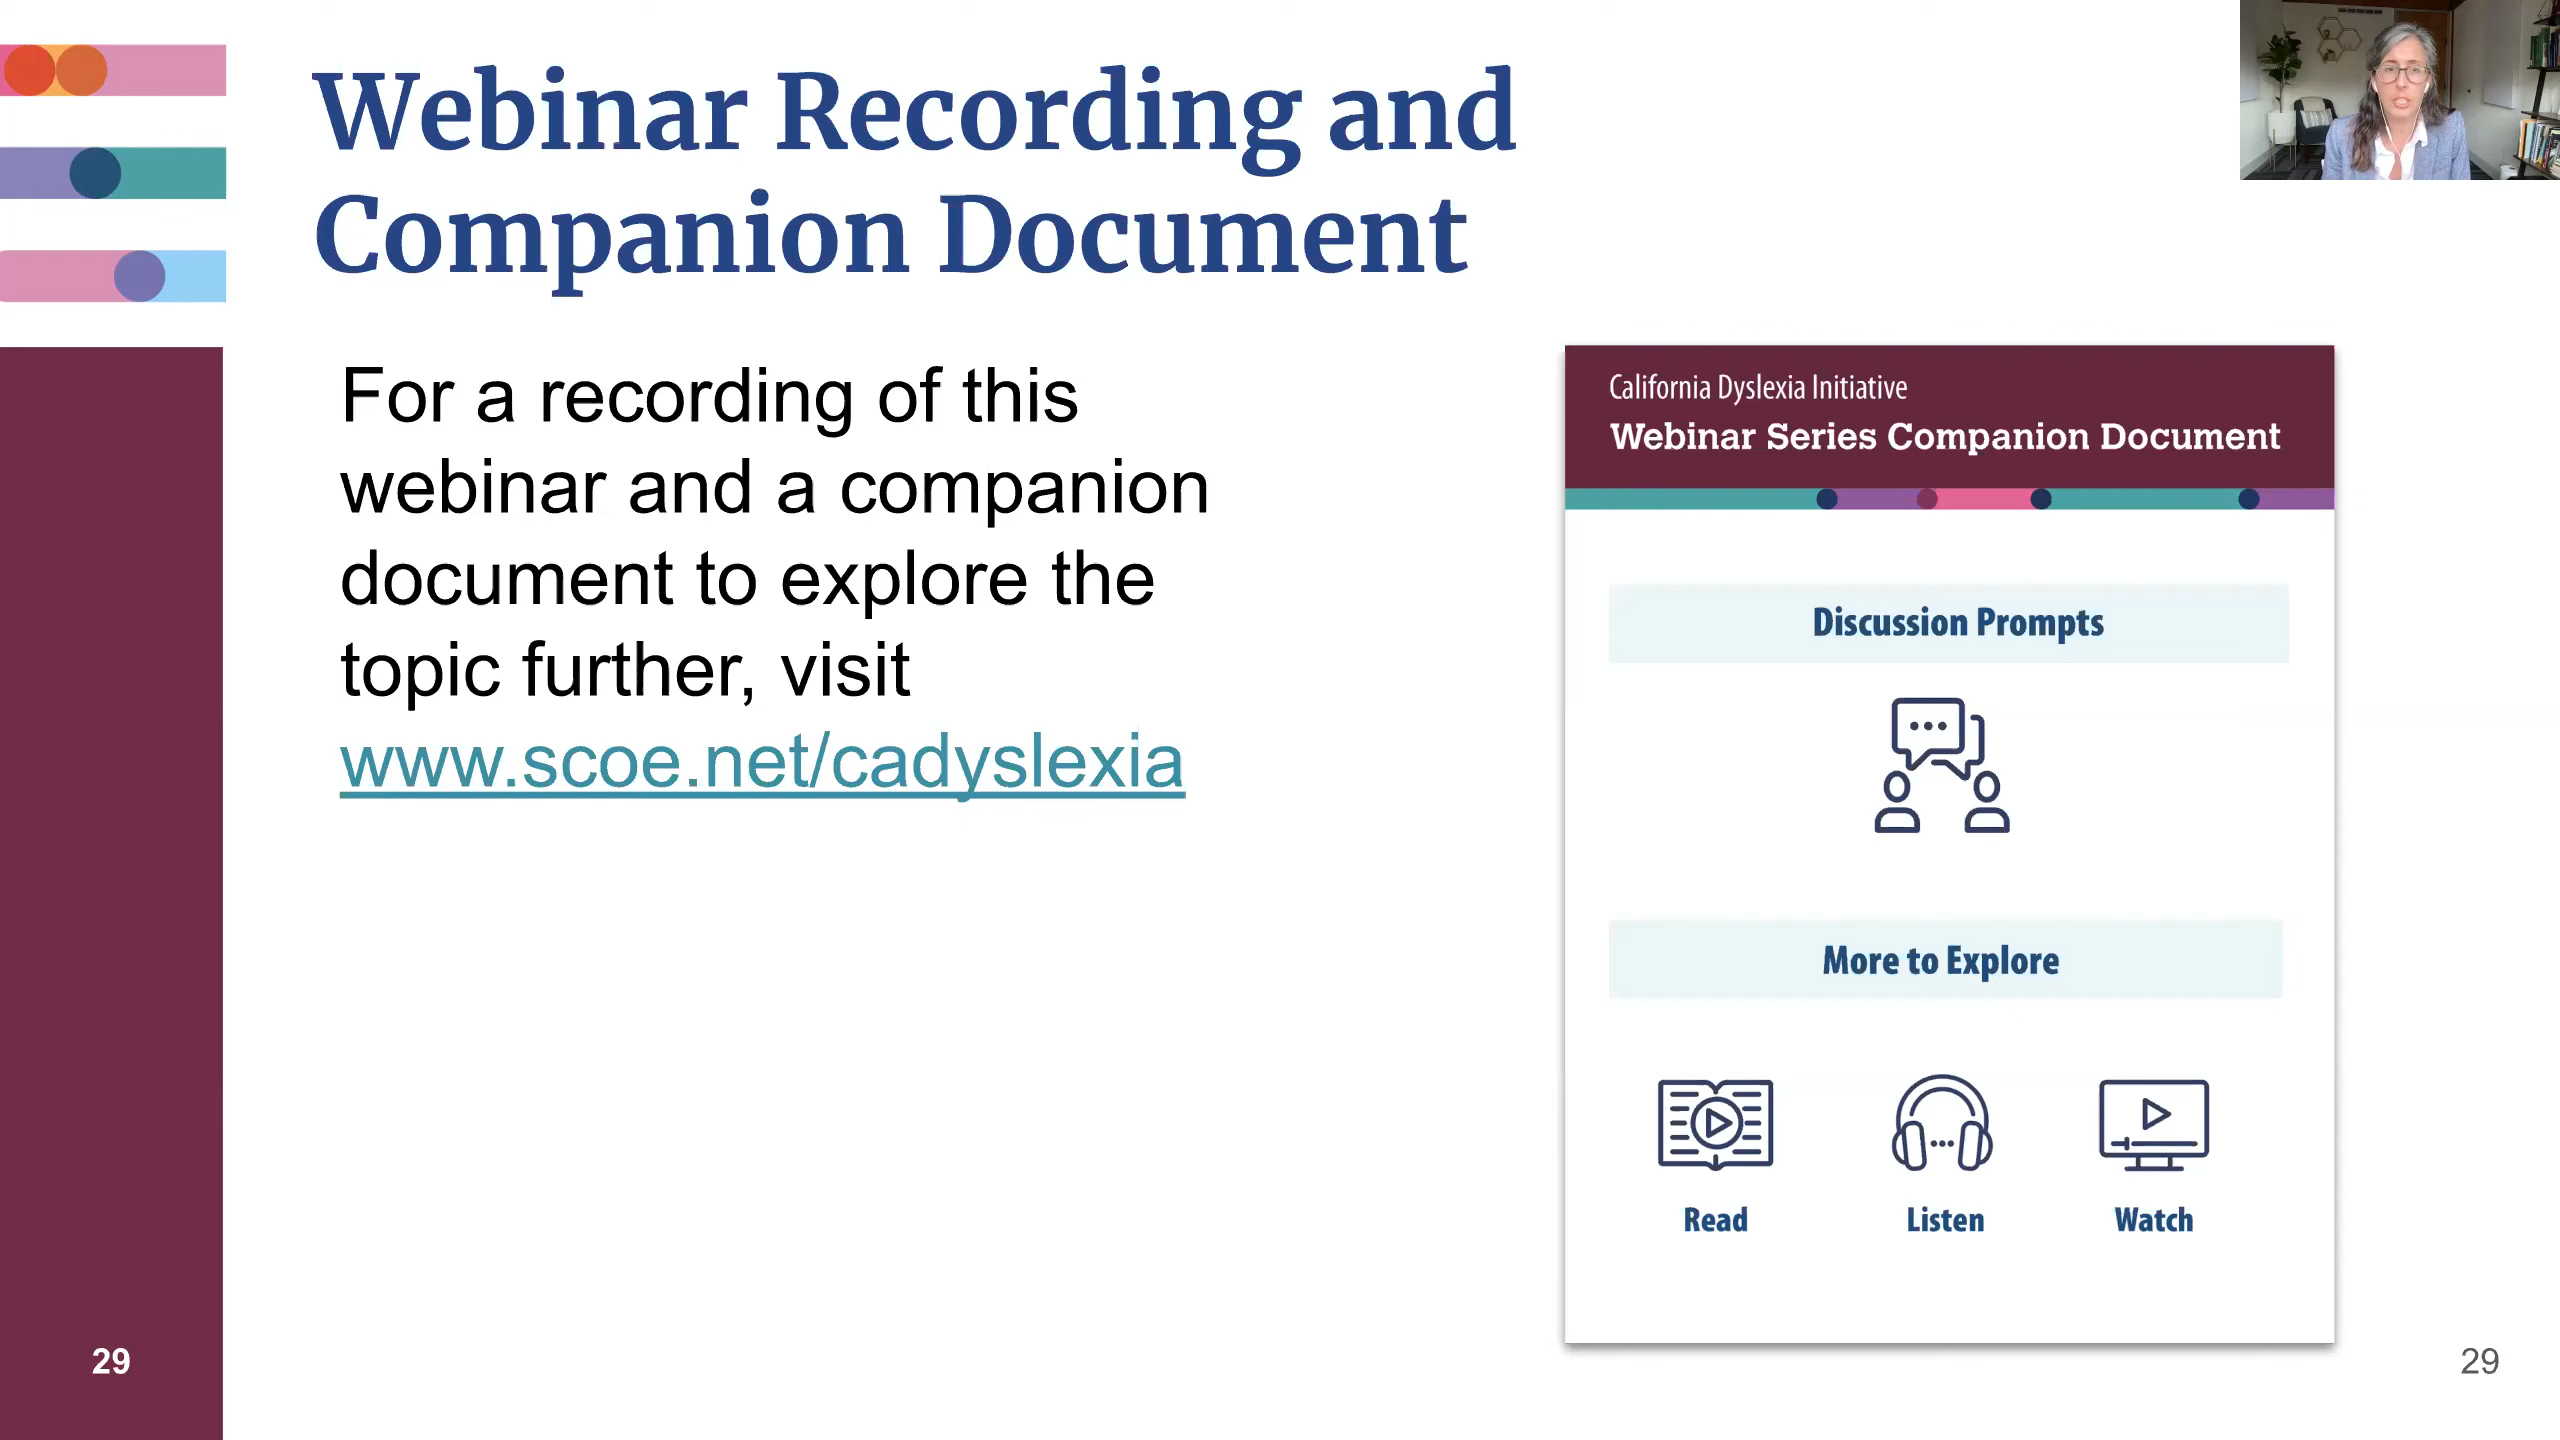 Webinar Recording and
Companion Document
For a recording of this
webinar and a companion
document to explore the
topic further, visit
www.scoe.net/cadyslexia
California Dyslexia Initiative
Webinar Series Companion Document
Discussion Prompts
More to Explore
Read
Listen
Watch
29
29